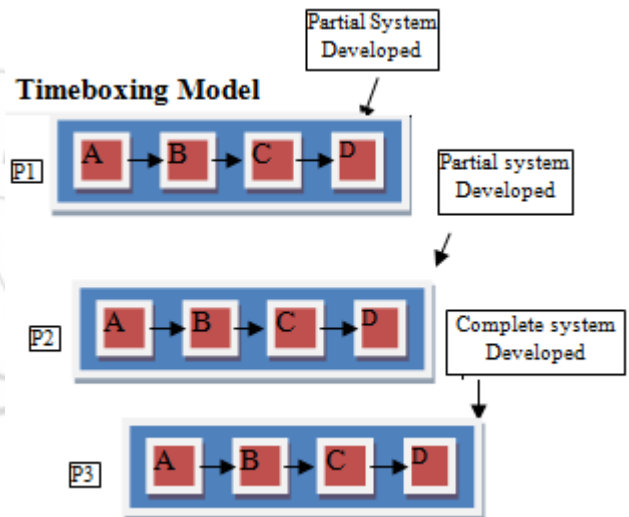 Partial System
Developed
Timeboxing Model
P1
A B C D
Partial system
Developed
P2
A B C D
Complete system
Developed
P3
A B C D